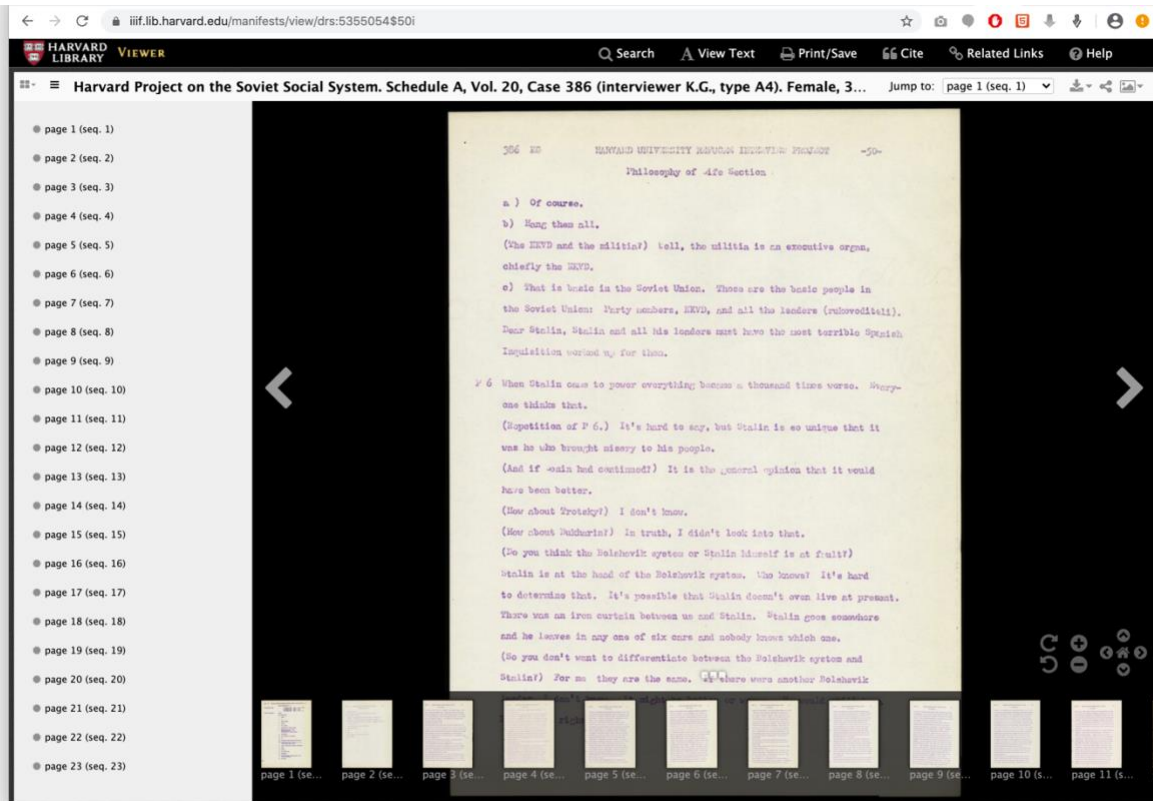 iiif.lib.harvard.edu/manifests/view/drs:5355054$50i
HARVARD LIBRARY VIEWER
Search View Text Print/Save Cite Related Links Help
Harvard Project on the Soviet Social System. Schedule A, Vol. 20, Case 386 (interviewer K.G., type A4). Female, 3... Jump to: page 1 (seq. 1)
page 1 (seq. 1)
page 2 (seq. 2)
page 3 (seq. 3)
page 4 (seq. 4)
page 5 (seq. 5)
page 6 (seq. 6)
page 7 (seq. 7)
page 8 (seq. 8)
page 9 (seq. 9)
page 10 (seq. 10)
page 11 (seq. 11)
page 12 (seq. 12)
page 13 (seq. 13)
page 14 (seq. 14)
page 15 (seq. 15)
page 16 (seq. 16)
page 17 (seq. 17)
page 18 (seq. 18)
page 19 (seq. 19)
page 20 (seq. 20)
page 21 (seq. 21)
page 22 (seq. 22)
page 23 (seq. 23)
386 HARVARD UNIVERSITY PROJECT -50-
Philosophy of Life Section
a ) Of course.
b) Hang them all.
(The NKVD and the militia?) Well, the militia is an executive organ,
chiefly the NKVD.
c) That is basic in the Soviet Union. Those are the basic people in
the Soviet Union: Party members, NKVD, and all the leaders (rukovoditeli).
Dear Stalin, Stalin and all his leaders must have the most terrible Spanish
Inquisition worked up for them.
P 6 When Stalin came to power everything became a thousand times worse. Every-
one thinks that.
(Repetition of P 6.) It's hard to say, but Stalin is so unique that it
was he who brought misery to his people.
(And if had continued?) It is the general opinion that it would
have been better.
(How about Trotsky?) I don't know.
(How about Bukharin?) In truth, I didn't look into that.
(Do you think the Bolshevik system or Stalin himself is at fault?)
Stalin is at the head of the Bolshevik system. Who knows? It's hard
to determine that. It's possible that Stalin doesn't even live at present.
There was an iron curtain between us and Stalin. Stalin goes somewhere
and he leaves in any one of six cars and nobody knows which one.
(So you don't want to differentiate between the Bolshevik system and
Stalin?) For me they are the same. If there were another Bolshevik
page 1 (se...
page 2 (se...
page 3 (se...
page 4 (se...
page 5 (se...
page 6 (se...
page 7 (se...
page 8 (se...
page 9 (se...
page 10 (s...
page 11 (s...